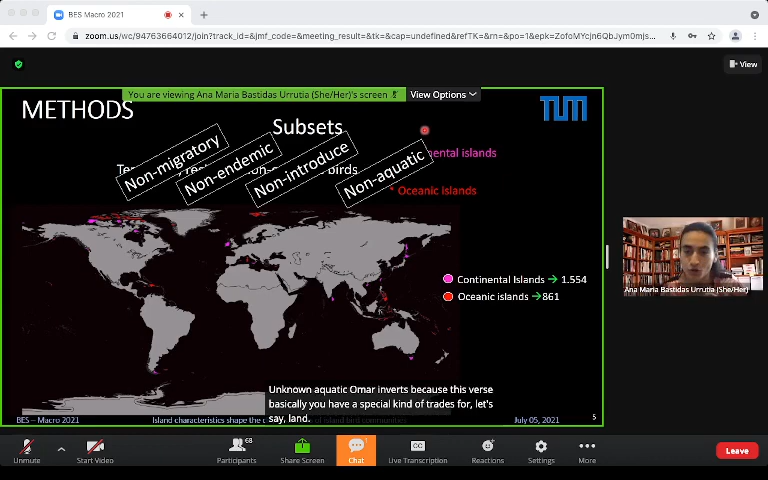 BES Macro 2021
zoom.us/wc/94763664012/join?track_id=&jmf_code=&meeting_result=&tk=&cap=undefined&refTK=&rn=&po=1&epk=ZofoMYcjn6QbJym0mjs...
View
You are viewing Ana Maria Bastidas Urrutia (She/Her)'s screen
View Options
METHODS
TUM
Subsets
Non-migratory
Non-endemic
Non-introduce
Non-aquatic
birds
nental islands
* Oceanic islands
Continental Islands → 1.554
Oceanic islands → 861
Ana Maria Bastidas Urrutia (She/Her)
Unknown aquatic Omar inverts because this verse
basically you have a special kind of trades for, let's
say, land.
BES – Macro 2021
Island characteristics shape the
of island bird communities
July 05, 2021
5
Unmute
Start Video
68
Participants
Share Screen
1
Chat
CC
Live Transcription
Reactions
Settings
More
Leave